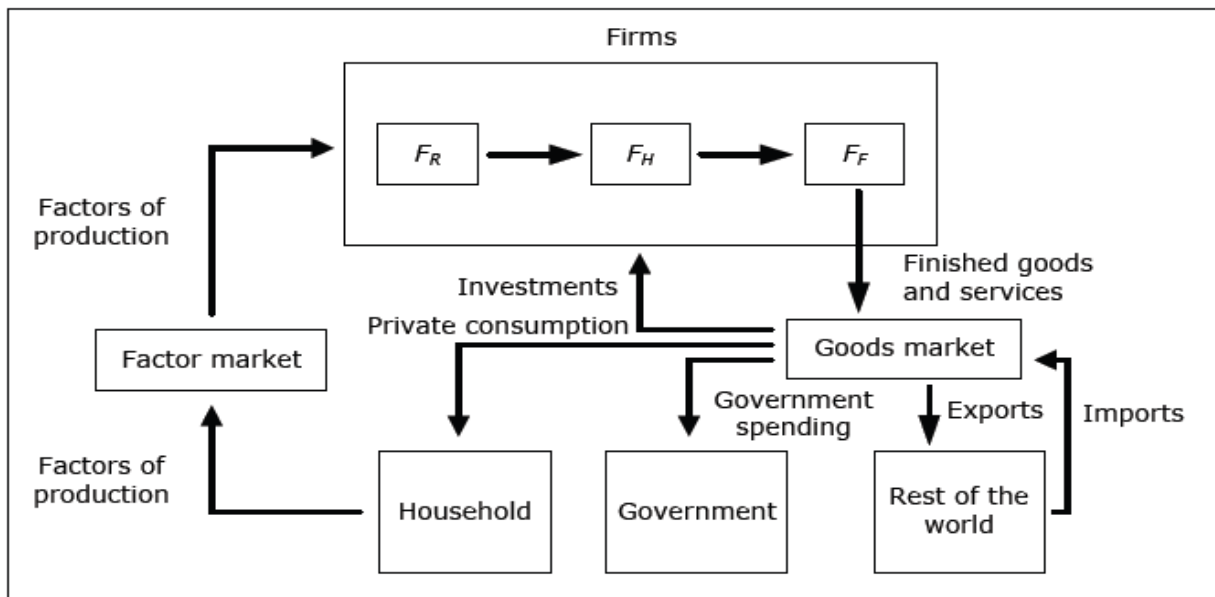 Firms
F_R
F_H
F_F
Factors of
production
Investments
Finished goods
and services
Private consumption
Factor market
Goods market
Government
spending
Exports
Imports
Factors of
production
Household
Government
Rest of the
world